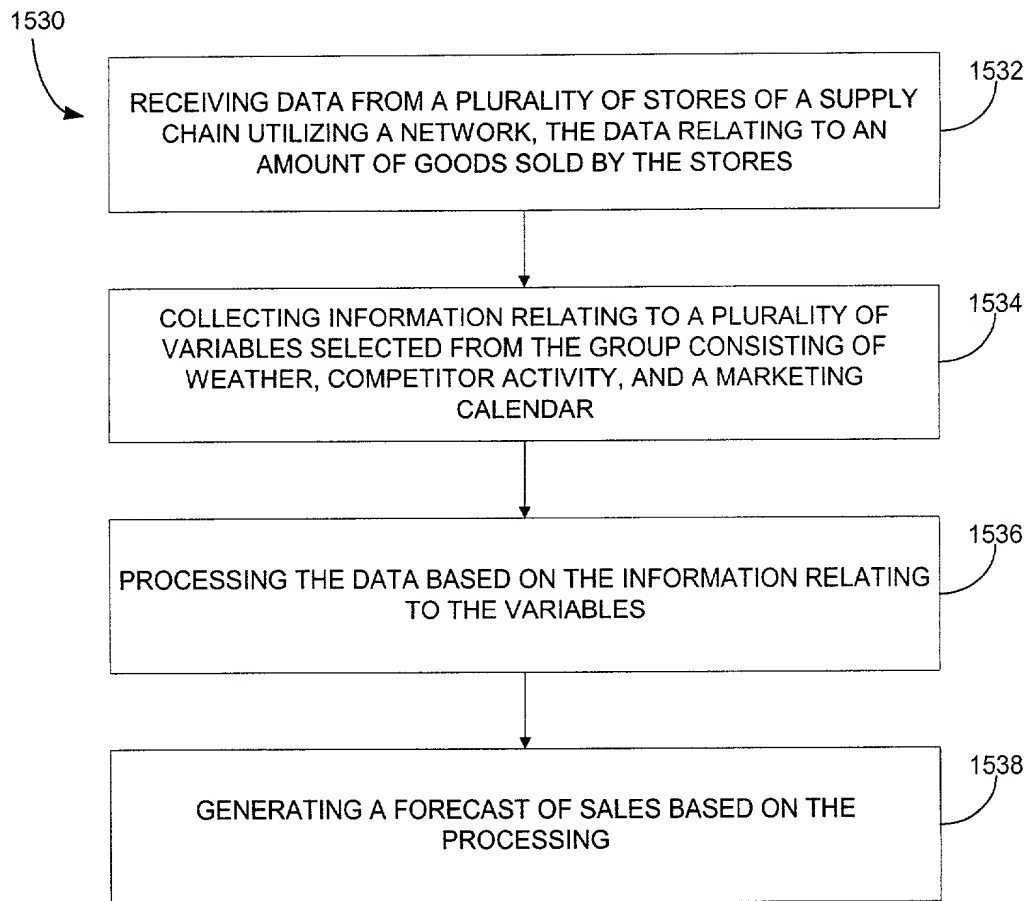 1530
1532
RECEIVING DATA FROM A PLURALITY OF STORES OF A SUPPLY
CHAIN UTILIZING A NETWORK, THE DATA RELATING TO AN
AMOUNT OF GOODS SOLD BY THE STORES
1534
COLLECTING INFORMATION RELATING TO A PLURALITY OF
VARIABLES SELECTED FROM THE GROUP CONSISTING OF
WEATHER, COMPETITOR ACTIVITY, AND A MARKETING
CALENDAR
1536
PROCESSING THE DATA BASED ON THE INFORMATION RELATING
TO THE VARIABLES
1538
GENERATING A FORECAST OF SALES BASED ON THE
PROCESSING